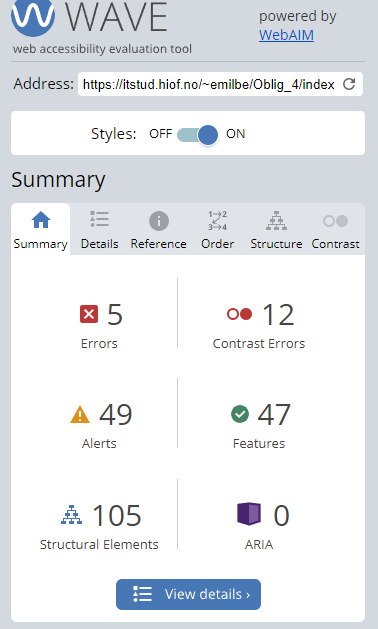 WAVE
web accessibility evaluation tool
powered by
WebAIM
Address: https://itstud.hiof.no/~emilbe/Oblig_4/index
Styles: OFF ON
Summary
Summary Details Reference Order Structure Contrast
5
Errors
12
Contrast Errors
49
Alerts
47
Features
105
Structural Elements
0
ARIA
View details ›